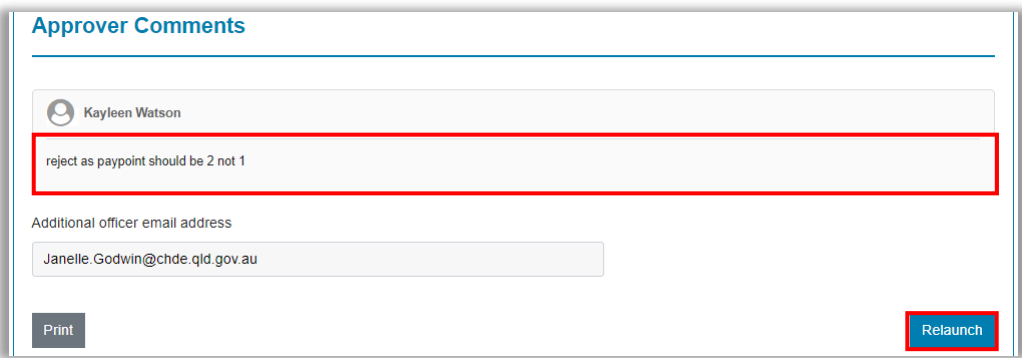 Approver Comments
Kayleen Watson
reject as paypoint should be 2 not 1
Additional officer email address
Janelle.Godwin@chde.qld.gov.au
Print
Relaunch